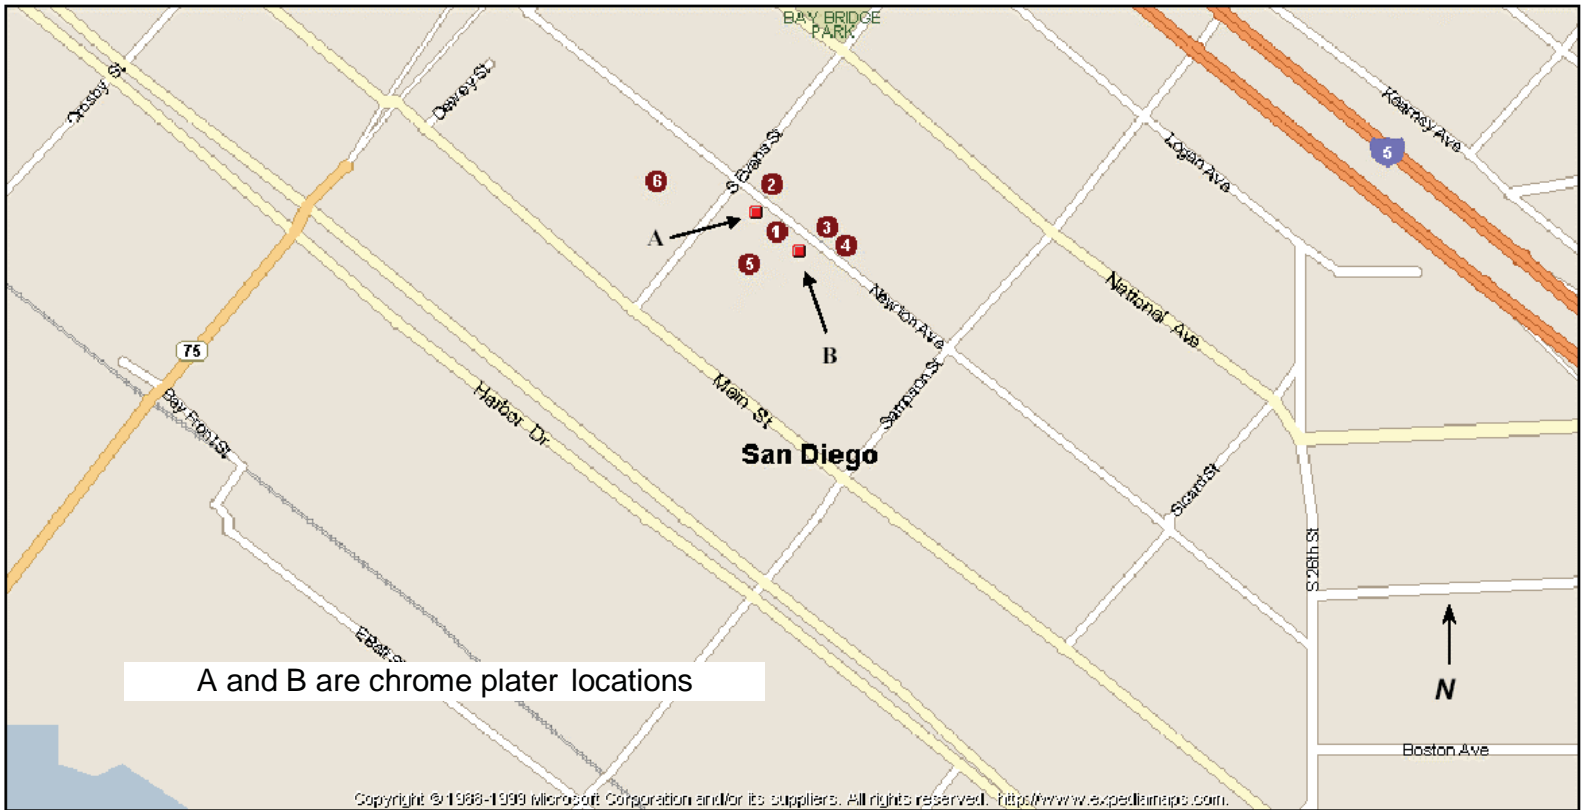 BAY BRIDGE
PARK
Crosby St
Dewey St
Kearney Ave
5
Logan Ave
S Evans St
6
2
A
1
3
4
5
B
Newton Ave
National Ave
75
Bay Front St
Harbor Dr
Main St
Sampson St
San Diego
Sicard St
S 26th St
E Belt St
A and B are chrome plater locations
N
Boston Ave
Copyright © 1988-1999 Microsoft Corporation and/or its suppliers. All rights reserved. http://www.expediamaps.com.